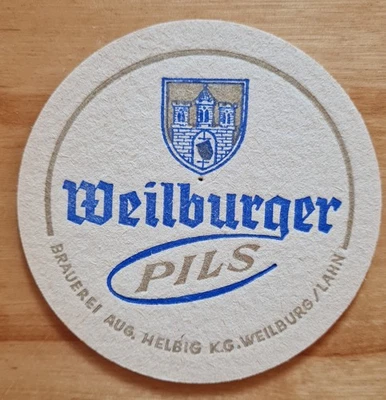 Weilburger
PILS
BRAUEREI AUG. HELBIG K.G. WEILBURG/LAHN